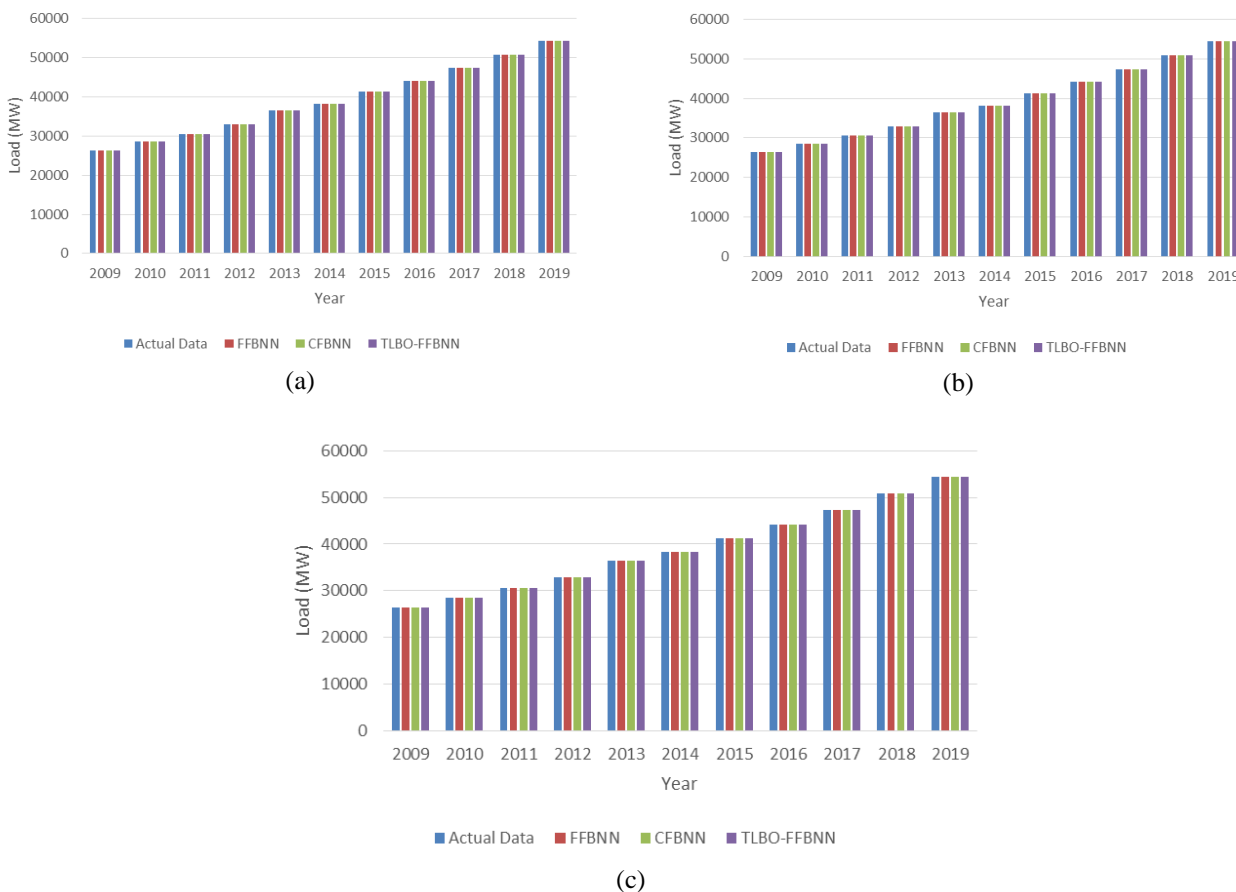 60000
50000
40000
30000
20000
10000
0
Load (MW)
2009 2010 2011 2012 2013 2014 2015 2016 2017 2018 2019
Year
Actual Data FFBNN CFBNN TLBO-FFBNN
(a)
60000
50000
40000
30000
20000
10000
0
Load (MW)
2009 2010 2011 2012 2013 2014 2015 2016 2017 2018 2019
Year
Actual Data FFBNN CFBNN TLBO-FFBNN
(b)
60000
50000
40000
30000
20000
10000
0
Load (MW)
2009 2010 2011 2012 2013 2014 2015 2016 2017 2018 2019
Year
Actual Data FFBNN CFBNN TLBO-FFBNN
(c)